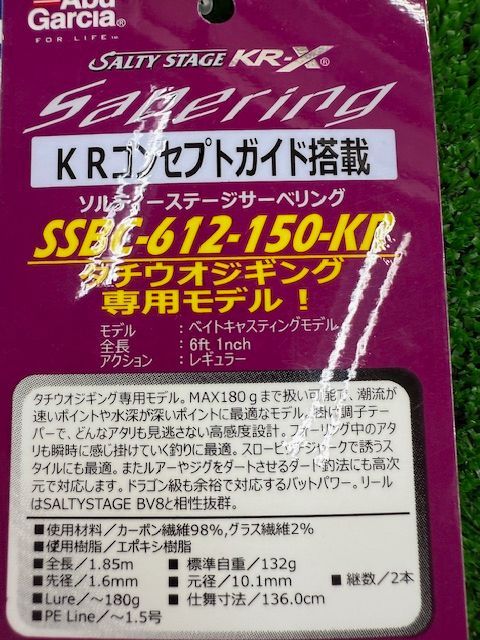 Abu
Garcia®
FOR LIFE™
SALTY STAGE KR-X®
Sabering
KRコンセプトガイド搭載
ソルティーステージサーベリング
SSBC-612-150-KR
タチウオジギング
専用モデル！
モデル ：ベイトキャスティングモデル
全長 ：6ft 1nch
アクション ：レギュラー
タチウオジギング専用モデル。MAX180gまで扱い可能で、潮流が
速いポイントや水深が深いポイントに最適なモデル。掛け調子テー
パーで、どんなアタリも見逃さない高感度設計。フォーリング中のアタ
リも瞬時に感じ掛けていく釣りに最適。スローピッチジャークで誘うス
タイルにも最適。またルアーやジグをダートさせるダート釣法にも高次
元で対応します。ドラゴン級も余裕で対応するバットパワー。リール
はSALTYSTAGE BV8と相性抜群。
■使用材料／カーボン繊維98%,グラス繊維2%
■使用樹脂／エポキシ樹脂
■全長／1.85m ■標準自重／132g
■先径／1.6mm ■元径／10.1mm ■継数／2本
■Lure／～180g ■仕舞寸法／136.0cm
■PE Line／～1.5号